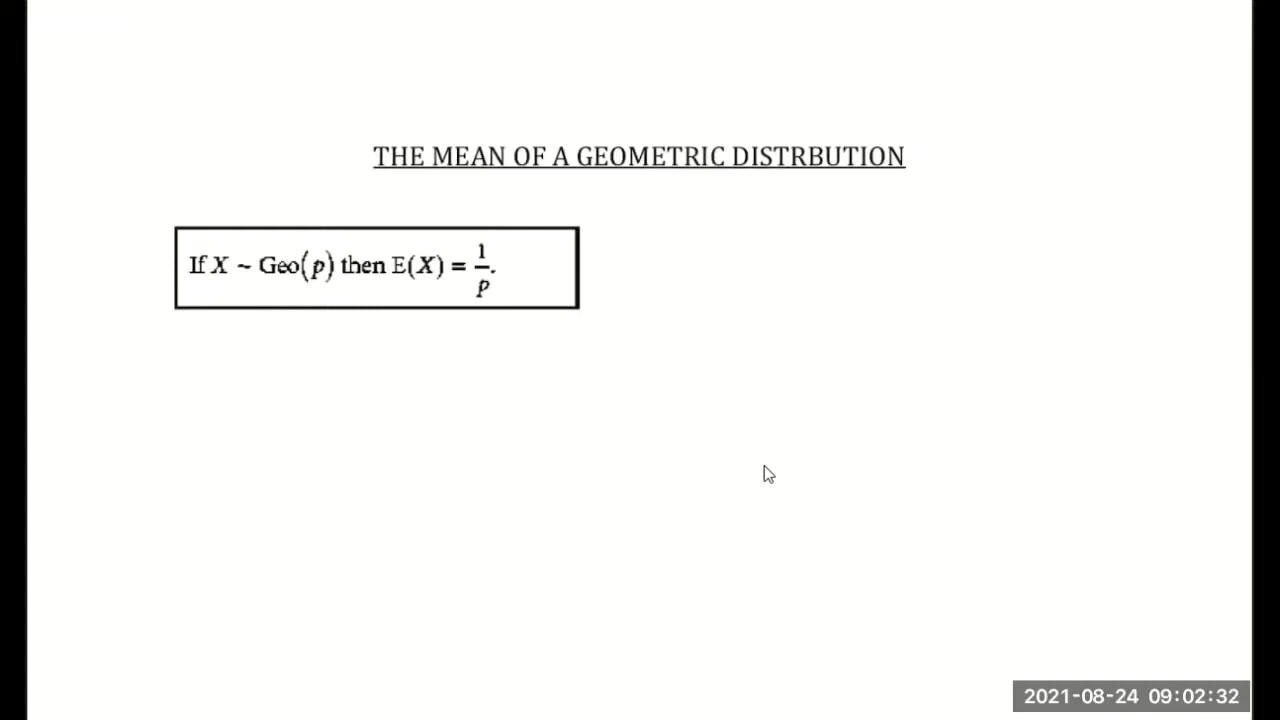 THE MEAN OF A GEOMETRIC DISTRBUTION
If X ~ Geo(p) then E(X) = 1/p.
2021-08-24 09:02:32